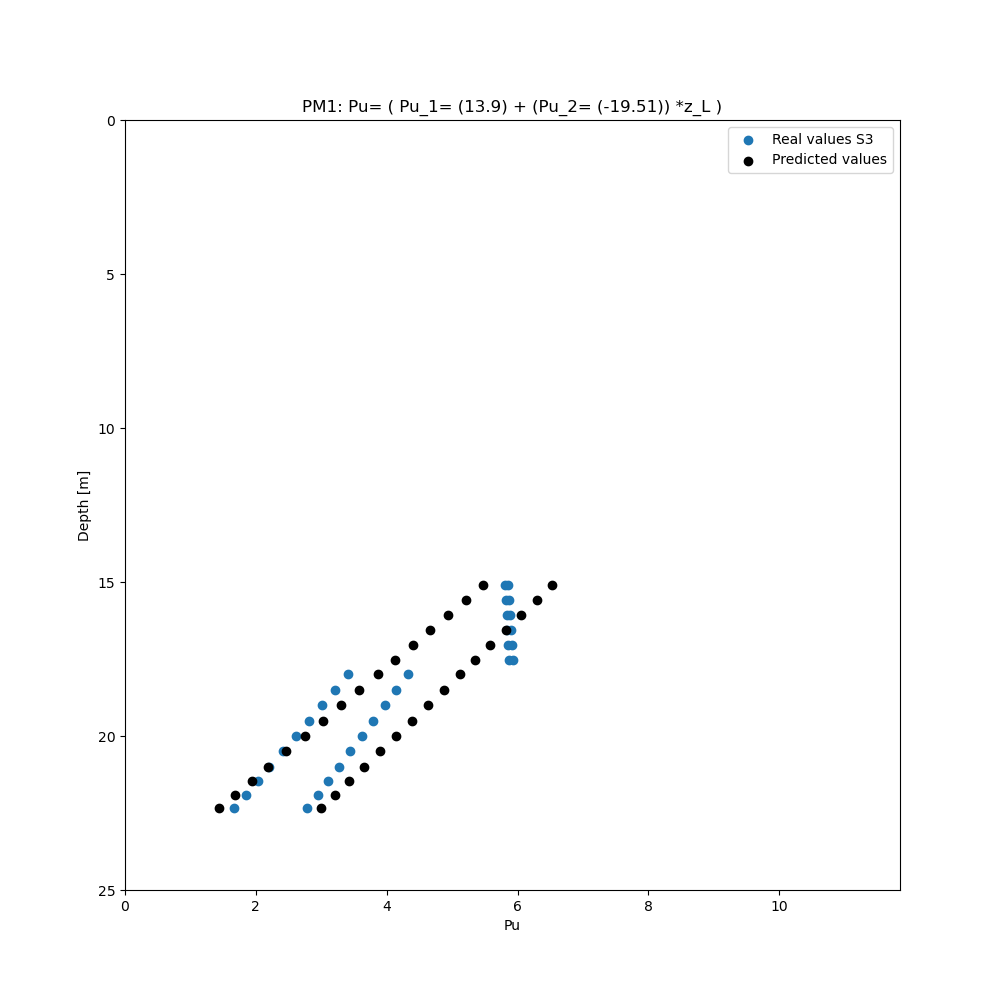 PM1: Pu= ( Pu_1= (13.9) + (Pu_2= (-19.51)) *z_L )
Real values S3
Predicted values
0
5
10
15
20
25
Depth [m]
0 2 4 6 8 10
Pu